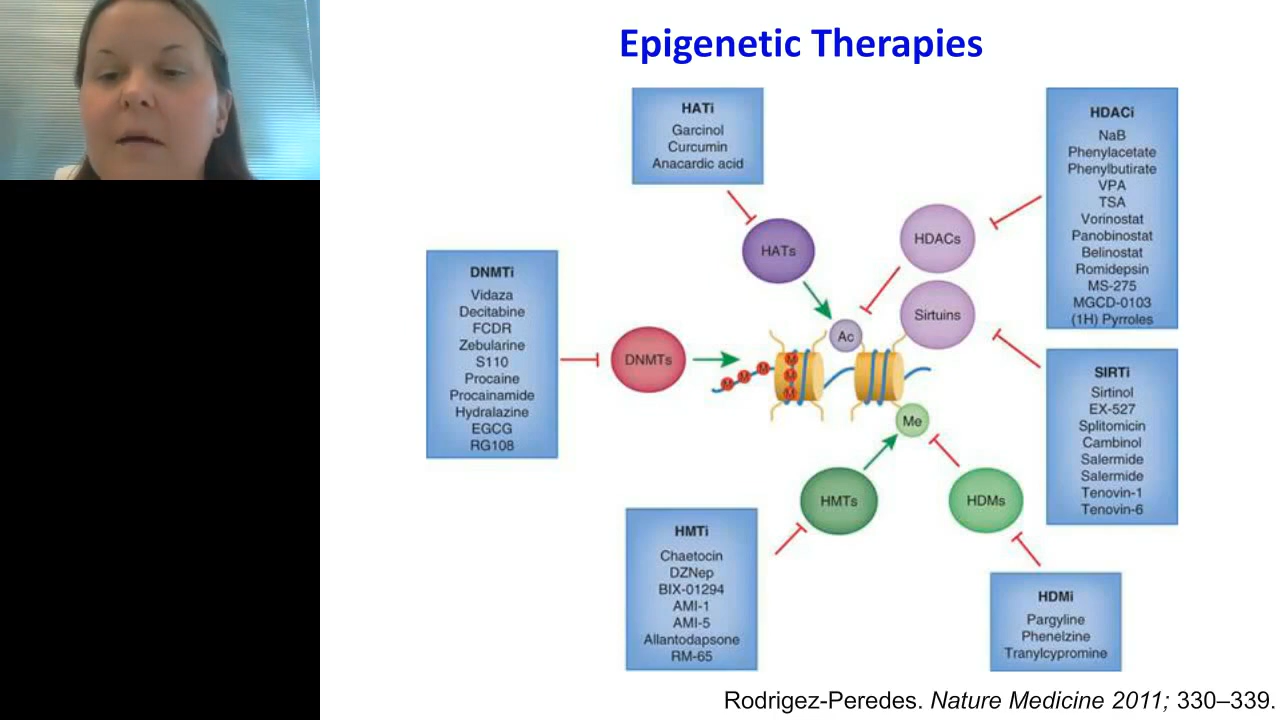 Epigenetic Therapies
HATi
Garcinol
Curcumin
Anacardic acid
HDACi
NaB
Phenylacetate
Phenylbutirate
VPA
TSA
Vorinostat
Panobinostat
Belinostat
Romidepsin
MS-275
MGCD-0103
(1H) Pyrroles
HATs
HDACs
Sirtuins
Ac
DNMTi
Vidaza
Decitabine
FCDR
Zebularine
S110
Procaine
Procainamide
Hydralazine
EGCG
RG108
DNMTs
M
M
M
M
M
M
Me
SIRTi
Sirtinol
EX-527
Splitomicin
Cambinol
Salermide
Salermide
Tenovin-1
Tenovin-6
HMTs
HDMs
HMTi
Chaetocin
DZNep
BIX-01294
AMI-1
AMI-5
Allantodapsone
RM-65
HDMi
Pargyline
Phenelzine
Tranylcypromine
Rodrigez-Peredes. Nature Medicine 2011; 330–339.